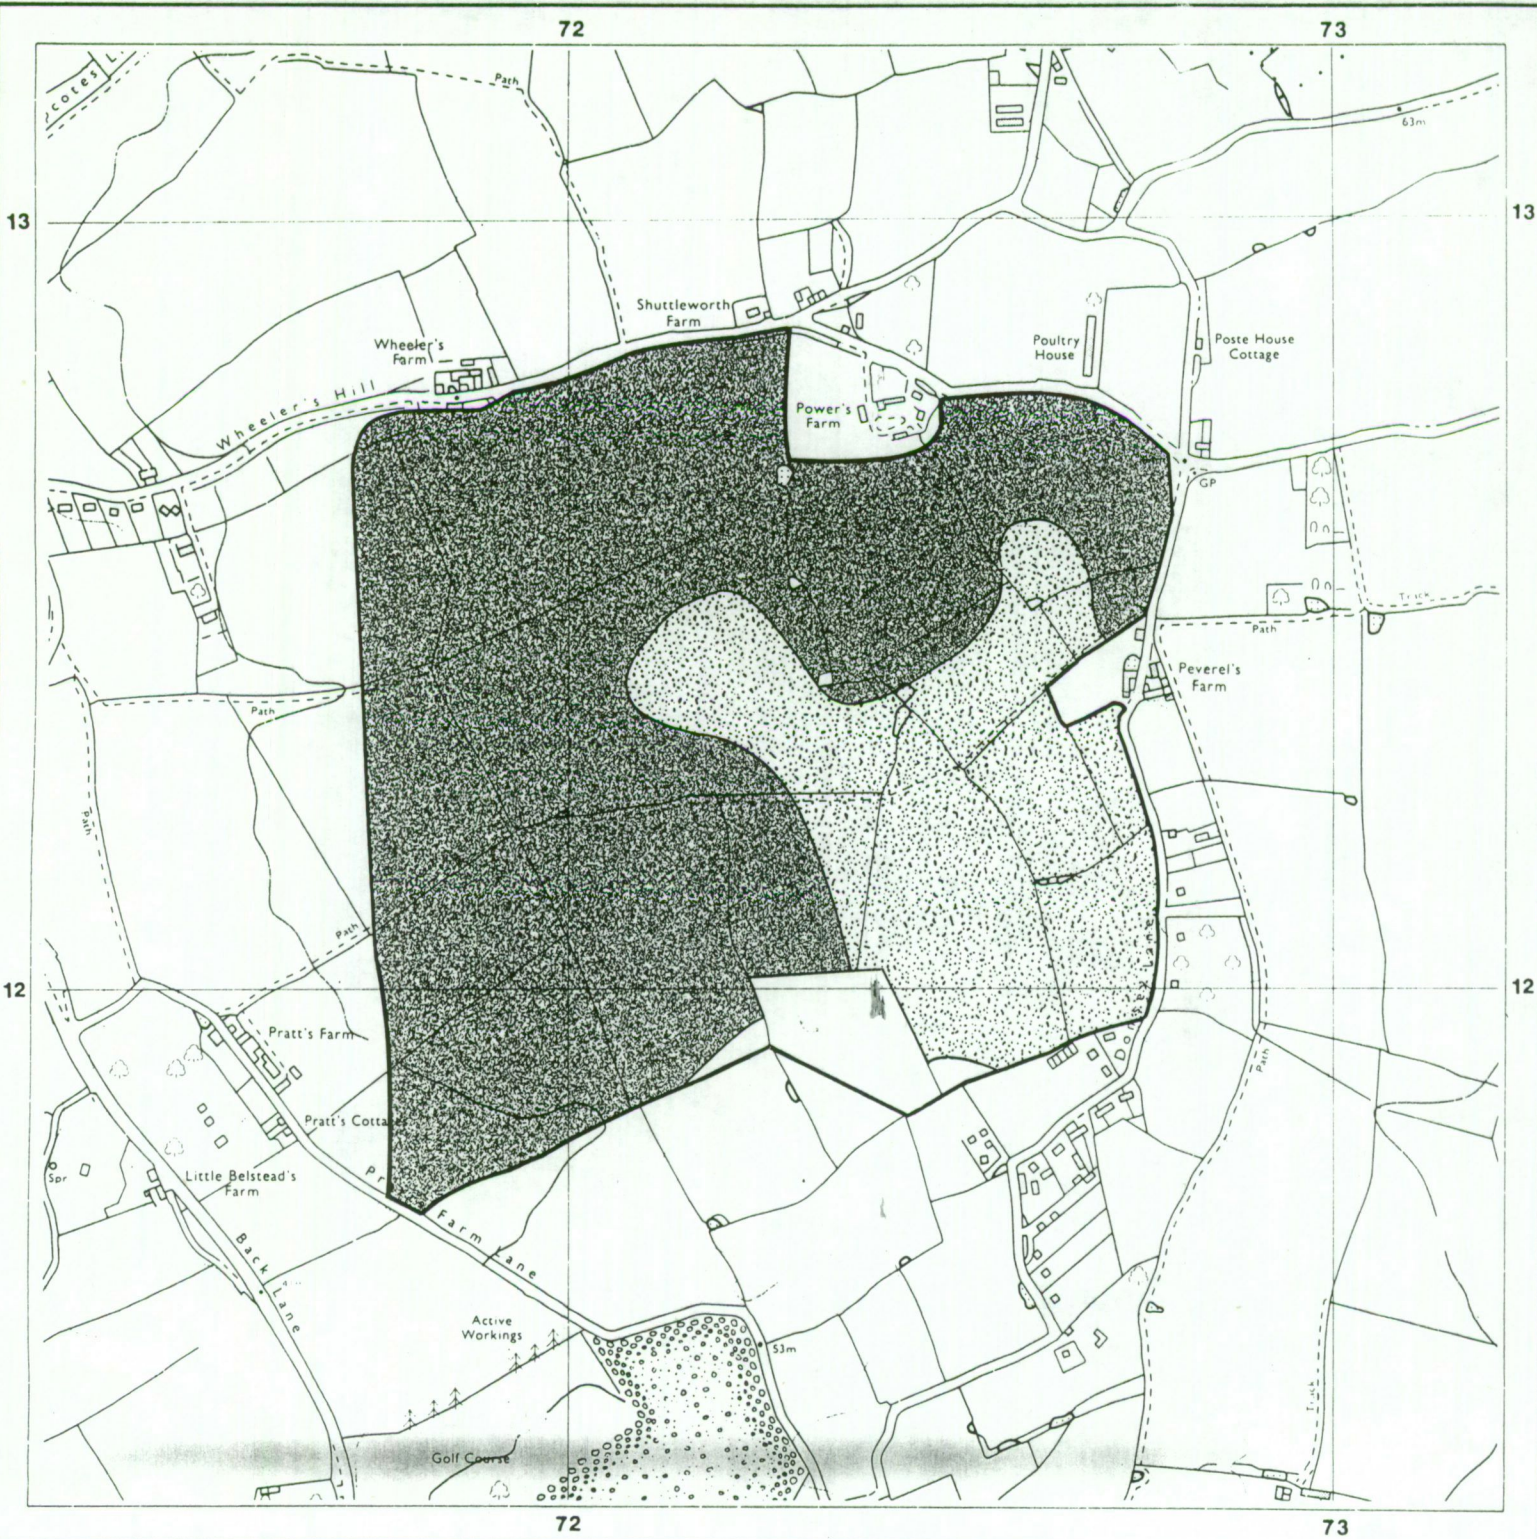 72
73
Path
63m
13
13
Shuttleworth
Farm
Wheeler's
Farm
Poultry
House
Poste House
Cottage
Wheeler's Hill
Power's
Farm
GP
Track
Path
Peverel's
Farm
Path
Path
Path
Lane
12
12
Pratt's Farm
Path
Pratt's Cottages
Spr
Little Belstead's
Farm
Farm Lane
Back Lane
Active
Workings
53m
Track
Golf Course
72
73